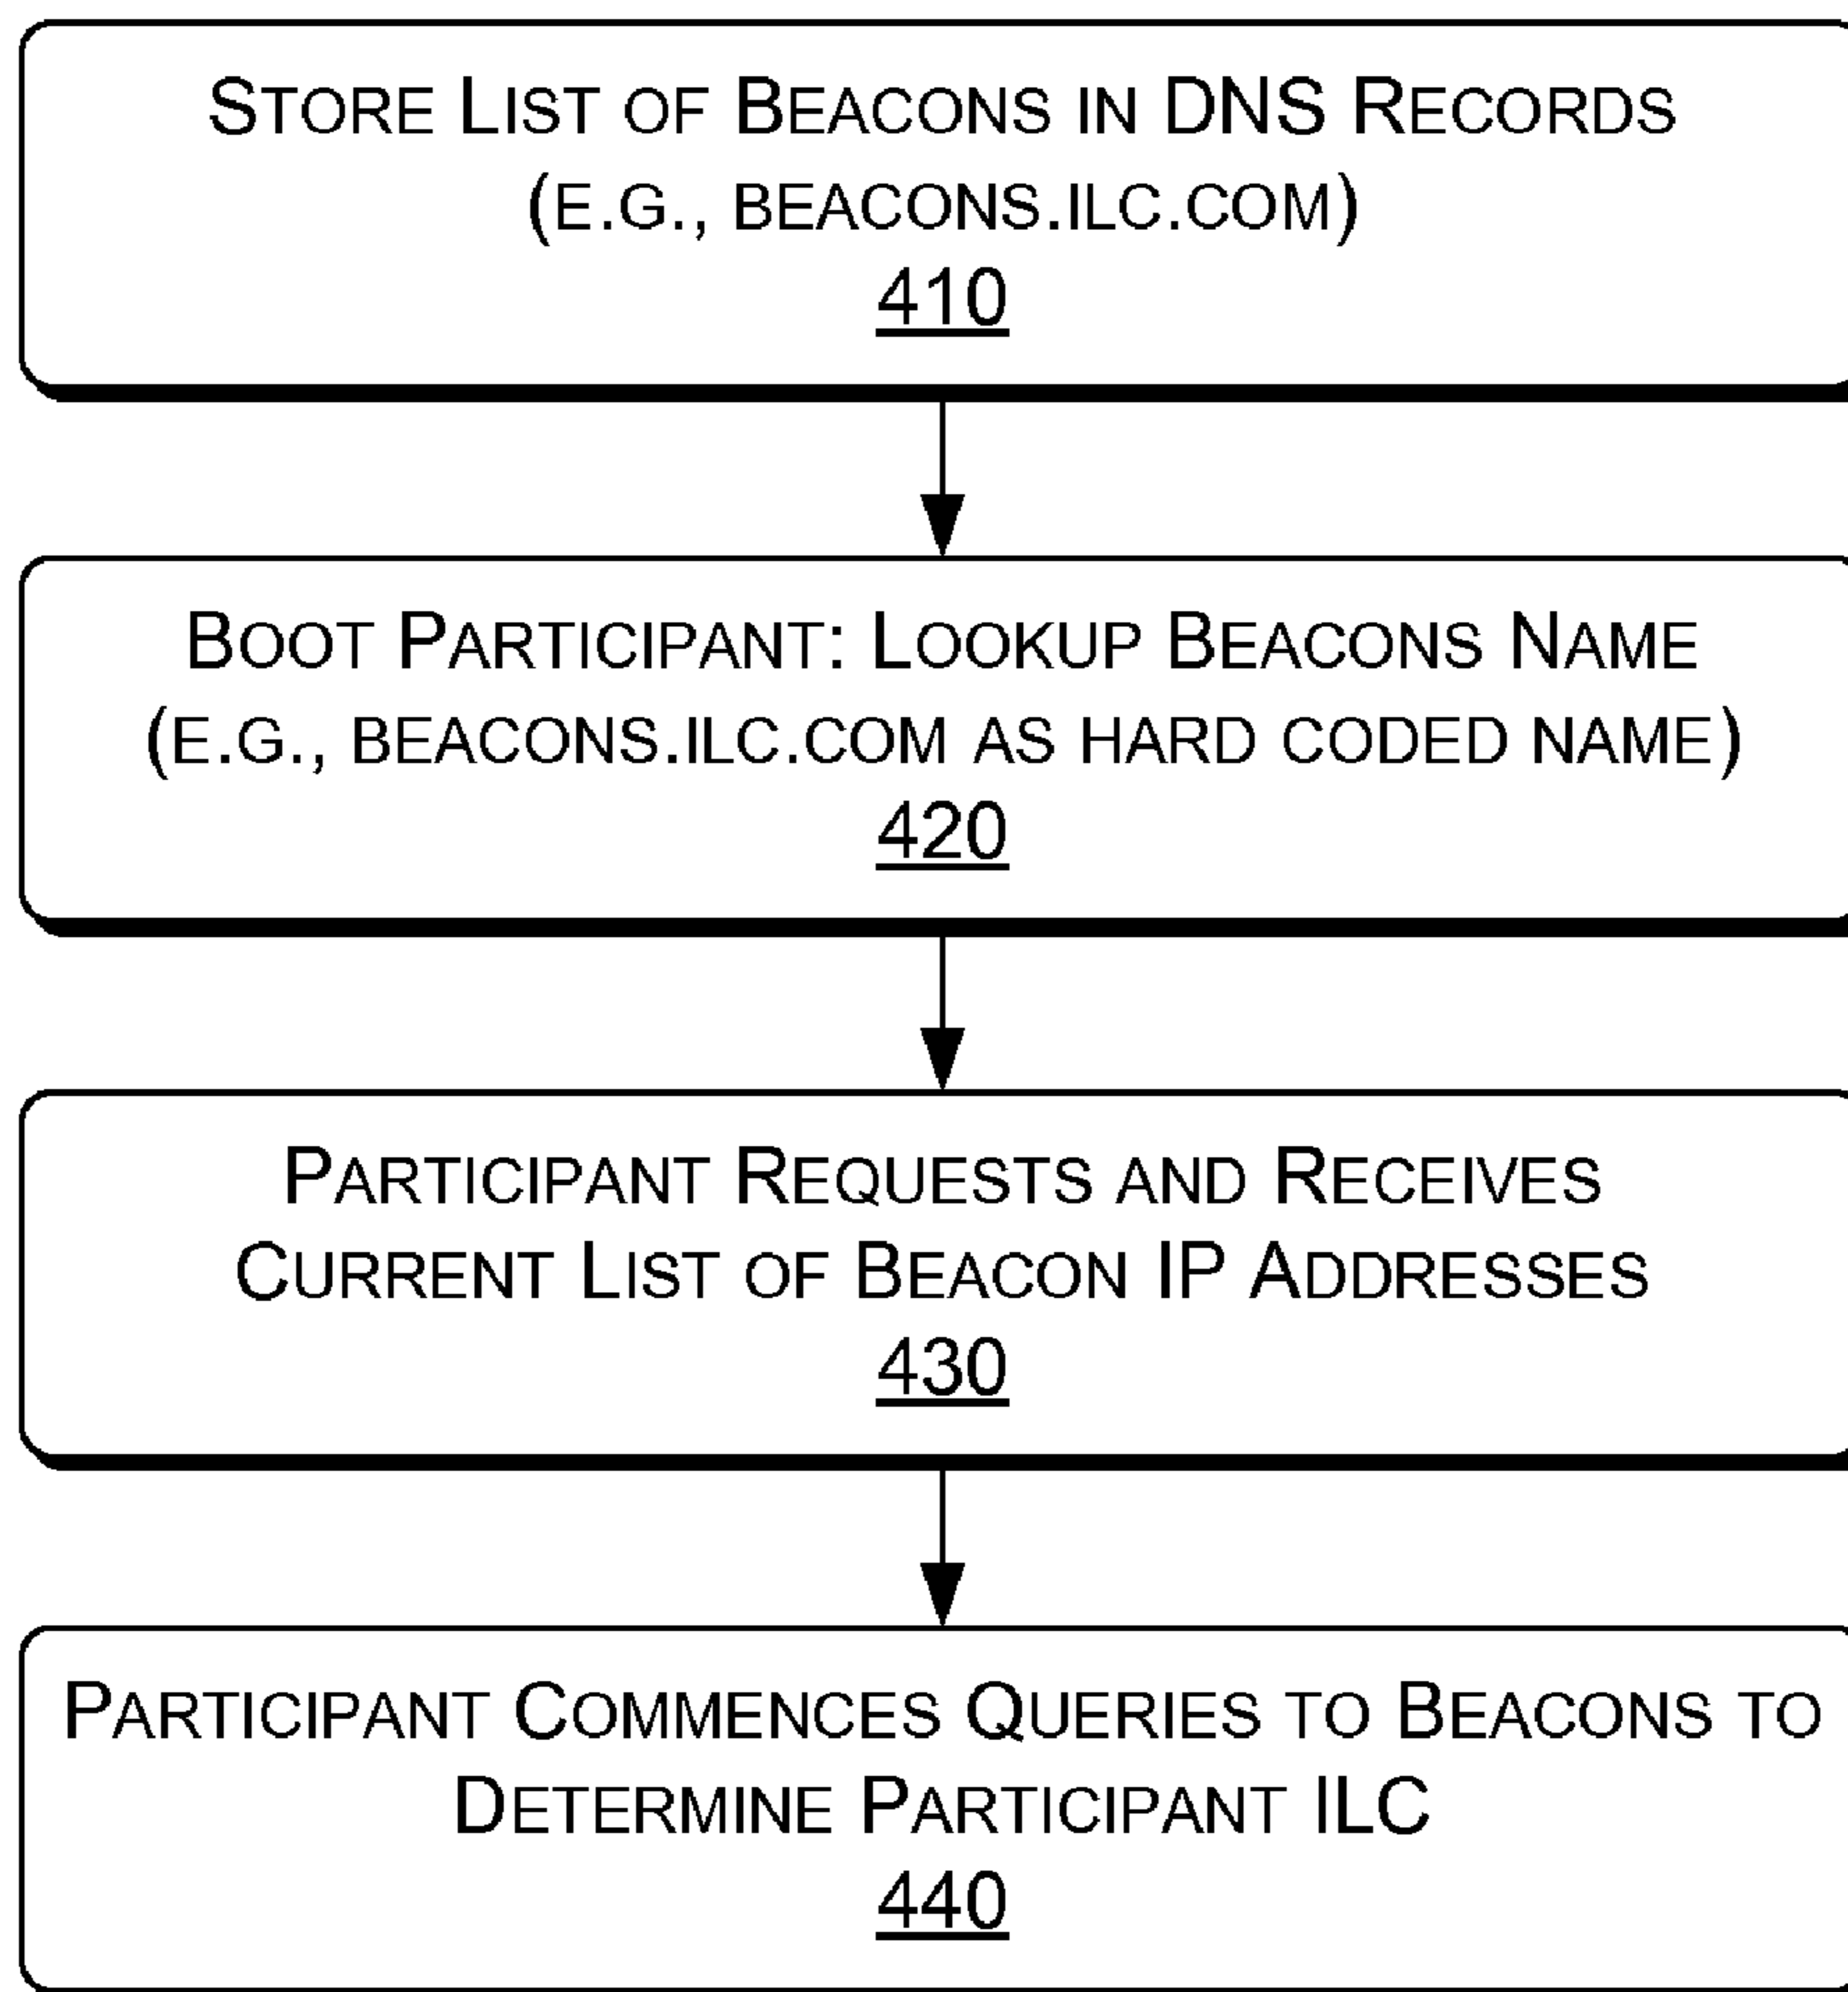 STORE LIST OF BEACONS IN DNS RECORDS
(E.G., BEACONS.ILC.COM)
410
BOOT PARTICIPANT: LOOKUP BEACONS NAME
(E.G., BEACONS.ILC.COM AS HARD CODED NAME)
420
PARTICIPANT REQUESTS AND RECEIVES
CURRENT LIST OF BEACON IP ADDRESSES
430
PARTICIPANT COMMENCES QUERIES TO BEACONS TO
DETERMINE PARTICIPANT ILC
440